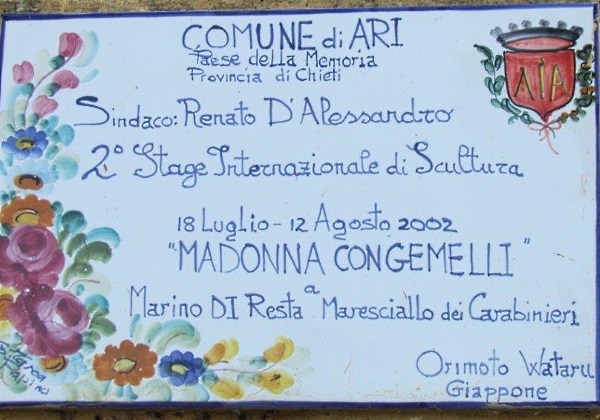 COMUNE di ARI
Paese della Memoria
Provincia di Chieti
AIA
Sindaco: Renato D'Alessandro
2° Stage Internazionale di Scultura
18 Luglio - 12 Agosto 2002
"MADONNA CON GEMELLI"
Marino DI Resta a Maresciallo dei Carabinieri
Orimoto Wataru
Giappone